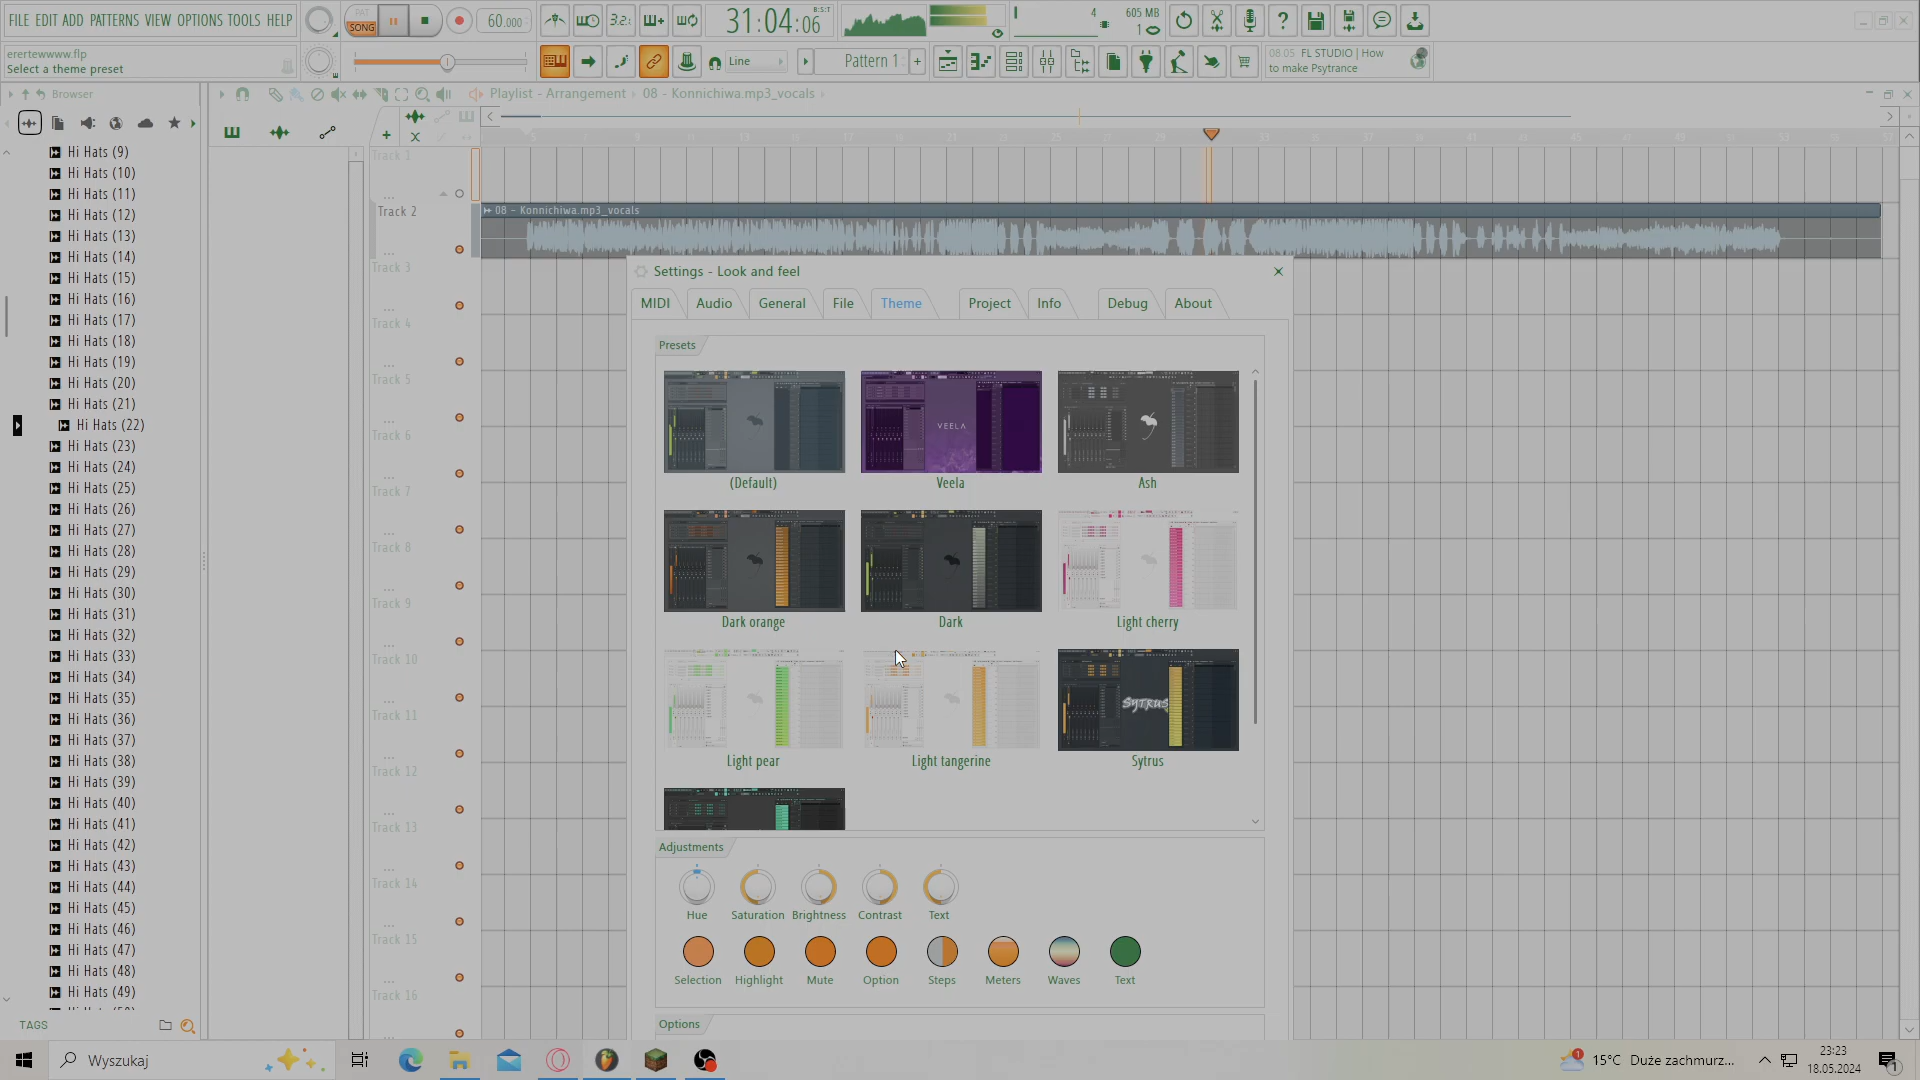 FILE EDIT ADD PATTERNS VIEW OPTIONS TOOLS HELP
PAT
SONG
60.000
3.2.
31:04:06
B:S:T
4
605 MB
1
erertewwww.flp
Select a theme preset
Line
Pattern 1
08.05 FL STUDIO | How
to make Psytrance
Browser
Playlist - Arrangement › 08 - Konnichiwa.mp3_vocals ›
Hi Hats (9)
Hi Hats (10)
Hi Hats (11)
Hi Hats (12)
Hi Hats (13)
Hi Hats (14)
Hi Hats (15)
Hi Hats (16)
Hi Hats (17)
Hi Hats (18)
Hi Hats (19)
Hi Hats (20)
Hi Hats (21)
Hi Hats (22)
Hi Hats (23)
Hi Hats (24)
Hi Hats (25)
Hi Hats (26)
Hi Hats (27)
Hi Hats (28)
Hi Hats (29)
Hi Hats (30)
Hi Hats (31)
Hi Hats (32)
Hi Hats (33)
Hi Hats (34)
Hi Hats (35)
Hi Hats (36)
Hi Hats (37)
Hi Hats (38)
Hi Hats (39)
Hi Hats (40)
Hi Hats (41)
Hi Hats (42)
Hi Hats (43)
Hi Hats (44)
Hi Hats (45)
Hi Hats (46)
Hi Hats (47)
Hi Hats (48)
Hi Hats (49)
TAGS
Track 1
Track 2
Track 3
Track 4
Track 5
Track 6
Track 7
Track 8
Track 9
Track 10
Track 11
Track 12
Track 13
Track 14
Track 15
Track 16
08 - Konnichiwa.mp3_vocals
Settings - Look and feel
MIDI Audio General File Theme Project Info Debug About
Presets
VEELA
(Default) Veela Ash
Dark orange Dark Light cherry
SYTRUS
Light pear Light tangerine Sytrus
Adjustments
Hue Saturation Brightness Contrast Text
Selection Highlight Mute Option Steps Meters Waves Text
Options
Wyszukaj
1
15°C Duże zachmurz...
23:23
18.05.2024
1